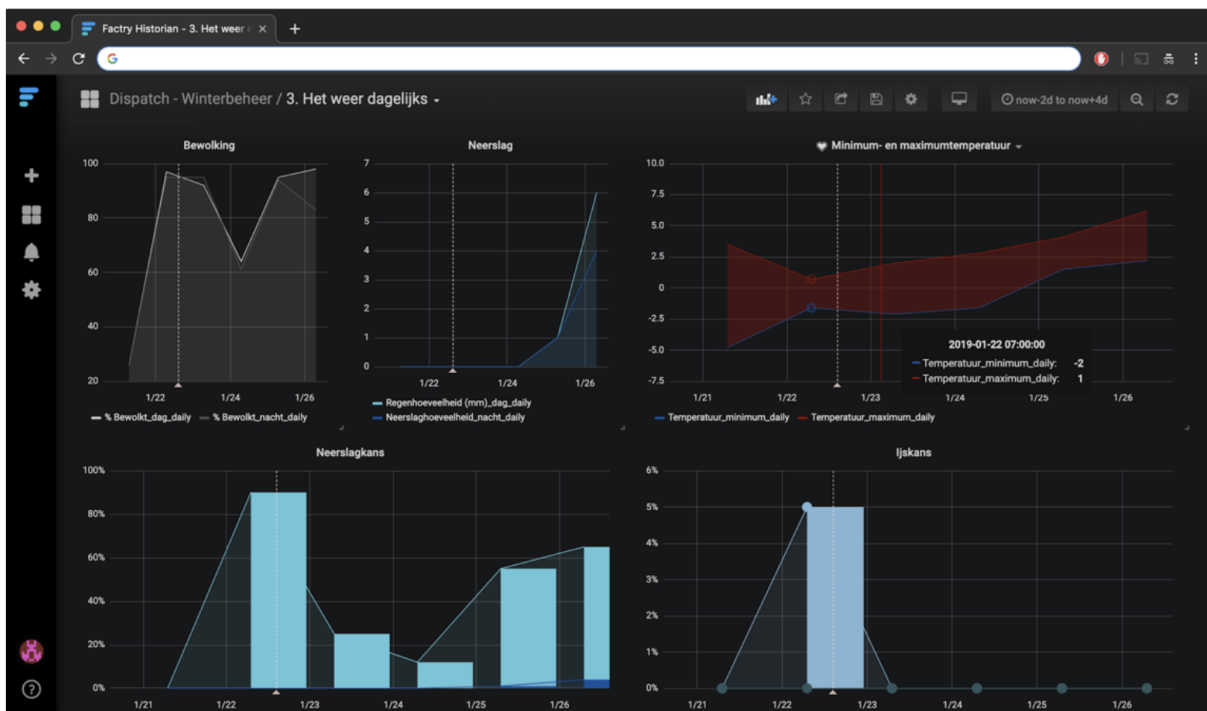 Factry Historian - 3. Het weer d
Dispatch - Winterbeheer / 3. Het weer dagelijks
now-2d to now+4d
Bewolking
100
80
60
40
20
1/22 1/24 1/26
% Bewolkt_dag_daily % Bewolkt_nacht_daily
Neerslag
7
6
5
4
3
2
1
0
1/22 1/24 1/26
Regenhoeveelheid (mm)_dag_daily
Neerslaghoeveelheid_nacht_daily
Minimum- en maximumtemperatuur
10.0
7.5
5.0
2.5
0
-2.5
-5.0
-7.5
2019-01-22 07:00:00
Temperatuur_minimum_daily: -2
Temperatuur_maximum_daily: 1
1/21 1/22 1/23 1/24 1/25 1/26
Temperatuur_minimum_daily Temperatuur_maximum_daily
Neerslagkans
100%
80%
60%
40%
20%
0%
1/21 1/22 1/23 1/24 1/25 1/26
Ijskans
6%
5%
4%
3%
2%
1%
0%
1/21 1/22 1/23 1/24 1/25 1/26